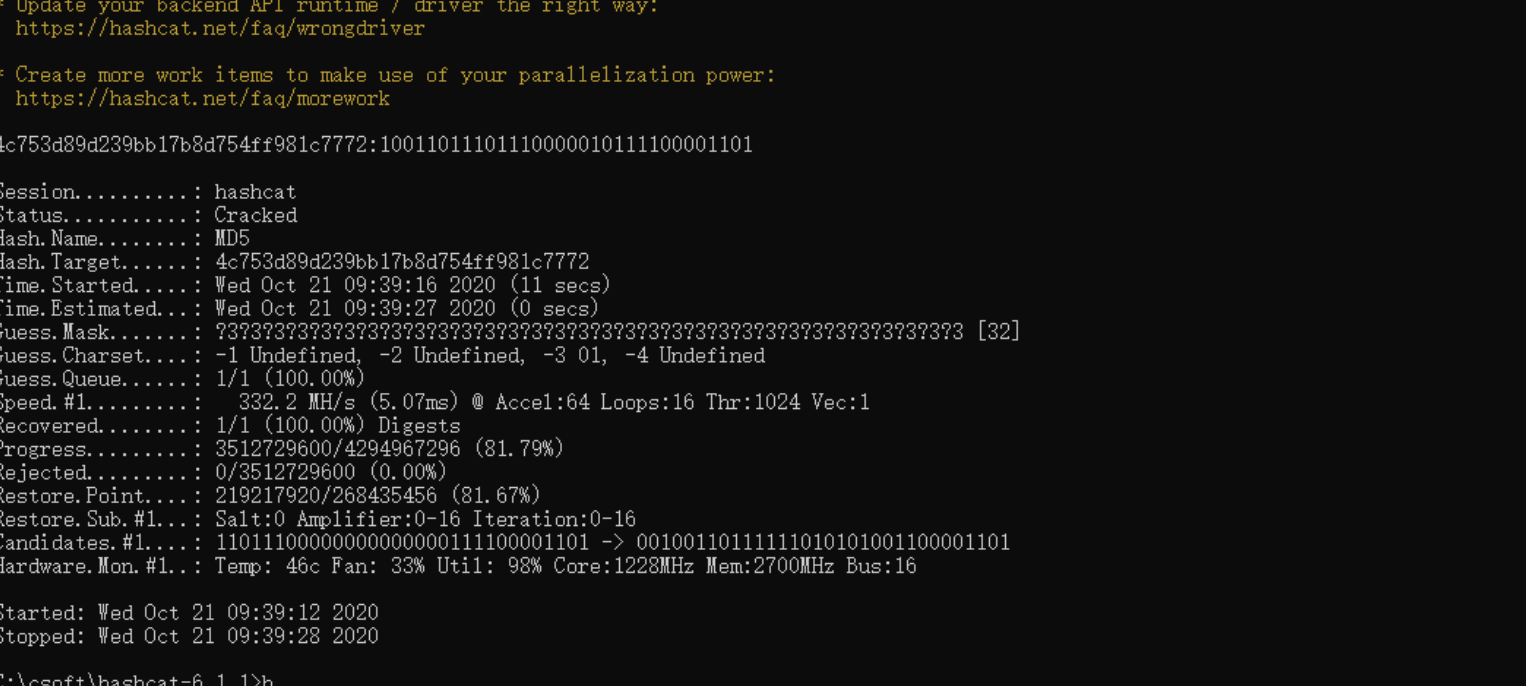 * Update your backend API runtime / driver the right way:
https://hashcat.net/faq/wrongdriver
* Create more work items to make use of your parallelization power:
https://hashcat.net/faq/morework
4c753d89d239bb17b8d754ff981c7772:10011011101110000010111100001101
Session..........: hashcat
Status...........: Cracked
Hash.Name........: MD5
Hash.Target......: 4c753d89d239bb17b8d754ff981c7772
Time.Started.....: Wed Oct 21 09:39:16 2020 (11 secs)
Time.Estimated...: Wed Oct 21 09:39:27 2020 (0 secs)
Guess.Mask.......: ?3?3?3?3?3?3?3?3?3?3?3?3?3?3?3?3?3?3?3?3?3?3?3?3?3?3?3?3?3?3?3?3 [32]
Guess.Charset....: -1 Undefined, -2 Undefined, -3 01, -4 Undefined
Guess.Queue......: 1/1 (100.00%)
Speed.#1.........:   332.2 MH/s (5.07ms) @ Accel:64 Loops:16 Thr:1024 Vec:1
Recovered........: 1/1 (100.00%) Digests
Progress.........: 3512729600/4294967296 (81.79%)
Rejected.........: 0/3512729600 (0.00%)
Restore.Point....: 219217920/268435456 (81.67%)
Restore.Sub.#1...: Salt:0 Amplifier:0-16 Iteration:0-16
Candidates.#1....: 11011100000000000000111100001101 -> 00100110111111010101001100001101
Hardware.Mon.#1..: Temp: 46c Fan: 33% Util: 98% Core:1228MHz Mem:2700MHz Bus:16
Started: Wed Oct 21 09:39:12 2020
Stopped: Wed Oct 21 09:39:28 2020
C:\csoft\hashcat-6.1.1>h